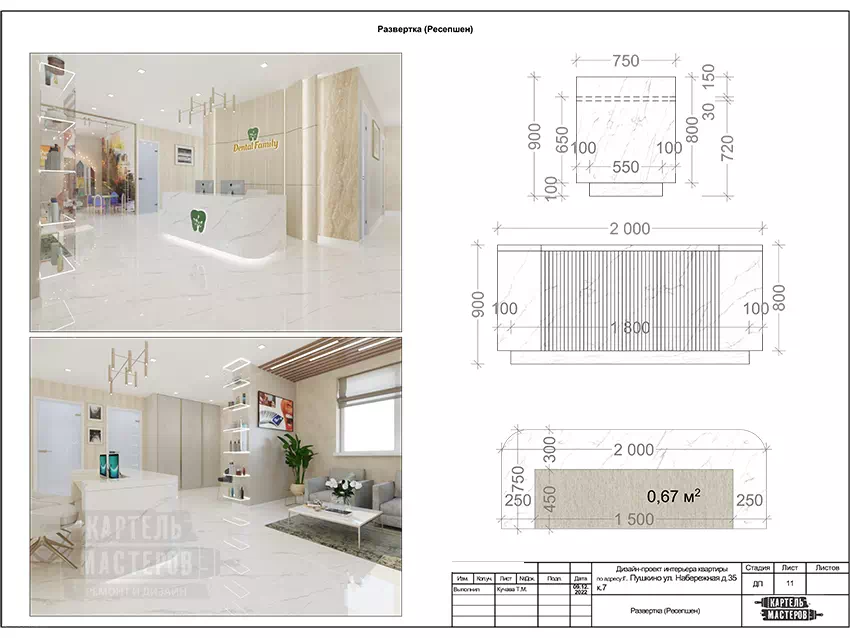 Развертка (Ресепшен)
Dental Family
КАРТЕЛЬ
МАСТЕРОВ
РЕМОНТ И ДИЗАЙН
750
150
30
900
650
800
720
100
100
550
100
2 000
900
100
100
800
1 800
2 000
300
750
450
250
0,67 м²
250
1 500
Изм.
Колуч.
Лист
№Док.
Подп.
Дата
Выполнил
Кучава Т.М.
09.12.
2022
Дизайн-проект интерьера квартиры
по адресу г. Пушкино ул. Набережная д.35
к.7
Развертка (Ресепшен)
Стадия
Лист
Листов
ДП
11
КАРТЕЛЬ
МАСТЕРОВ